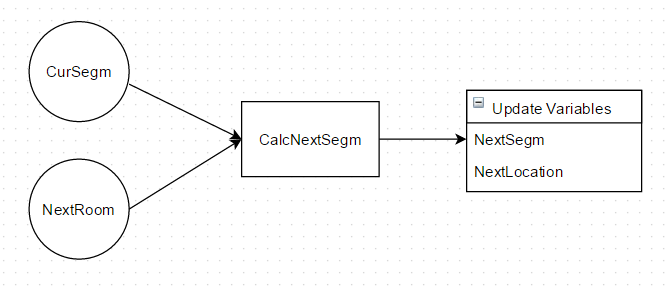 CurSegm
NextRoom
CalcNextSegm
Update Variables
NextSegm
NextLocation